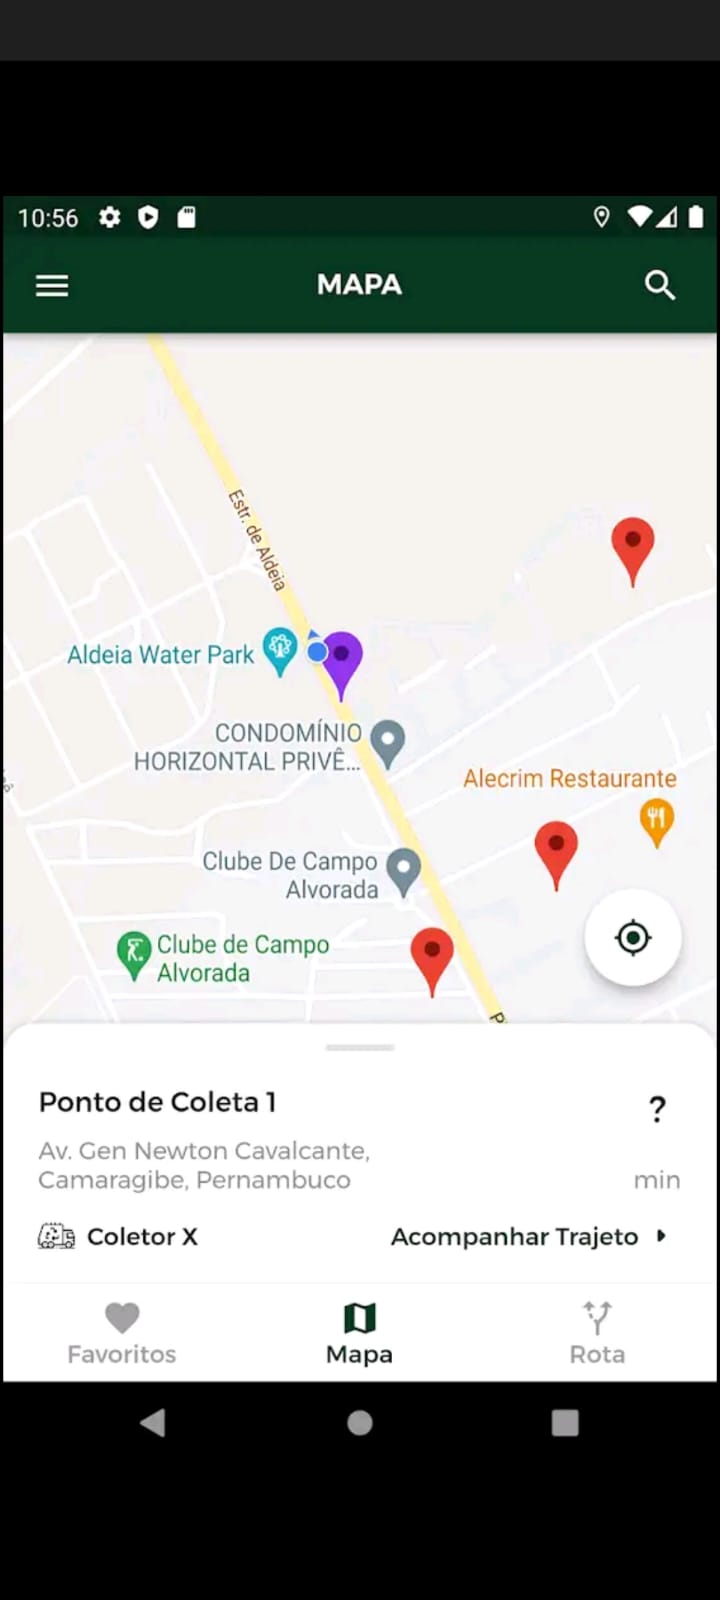 10:56
MAPA
Estr. de Aldeia
Aldeia Water Park
CONDOMÍNIO
HORIZONTAL PRIVÊ...
Alecrim Restaurante
Clube De Campo
Alvorada
Clube de Campo
Alvorada
Ponto de Coleta 1
?
Av. Gen Newton Cavalcante,
Camaragibe, Pernambuco
min
Coletor X
Acompanhar Trajeto
Favoritos
Mapa
Rota